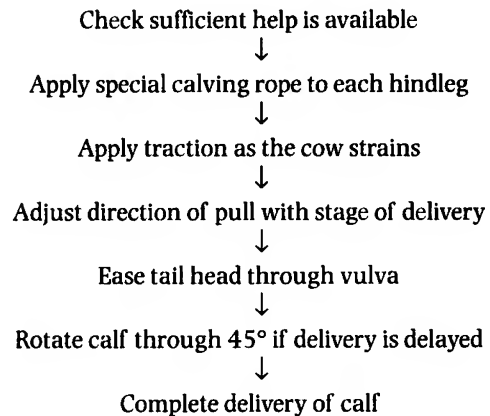 Check sufficient help is available
↓
Apply special calving rope to each hindleg
↓
Apply traction as the cow strains
↓
Adjust direction of pull with stage of delivery
↓
Ease tail head through vulva
↓
Rotate calf through 45° if delivery is delayed
↓
Complete delivery of calf